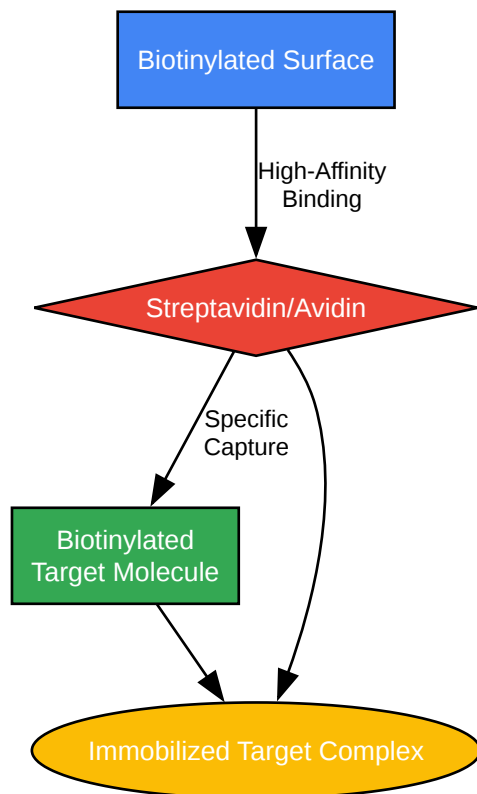 Biotinylated Surface
High-Affinity
Binding
Streptavidin/Avidin
Specific
Capture
Biotinylated
Target Molecule
Immobilized Target Complex